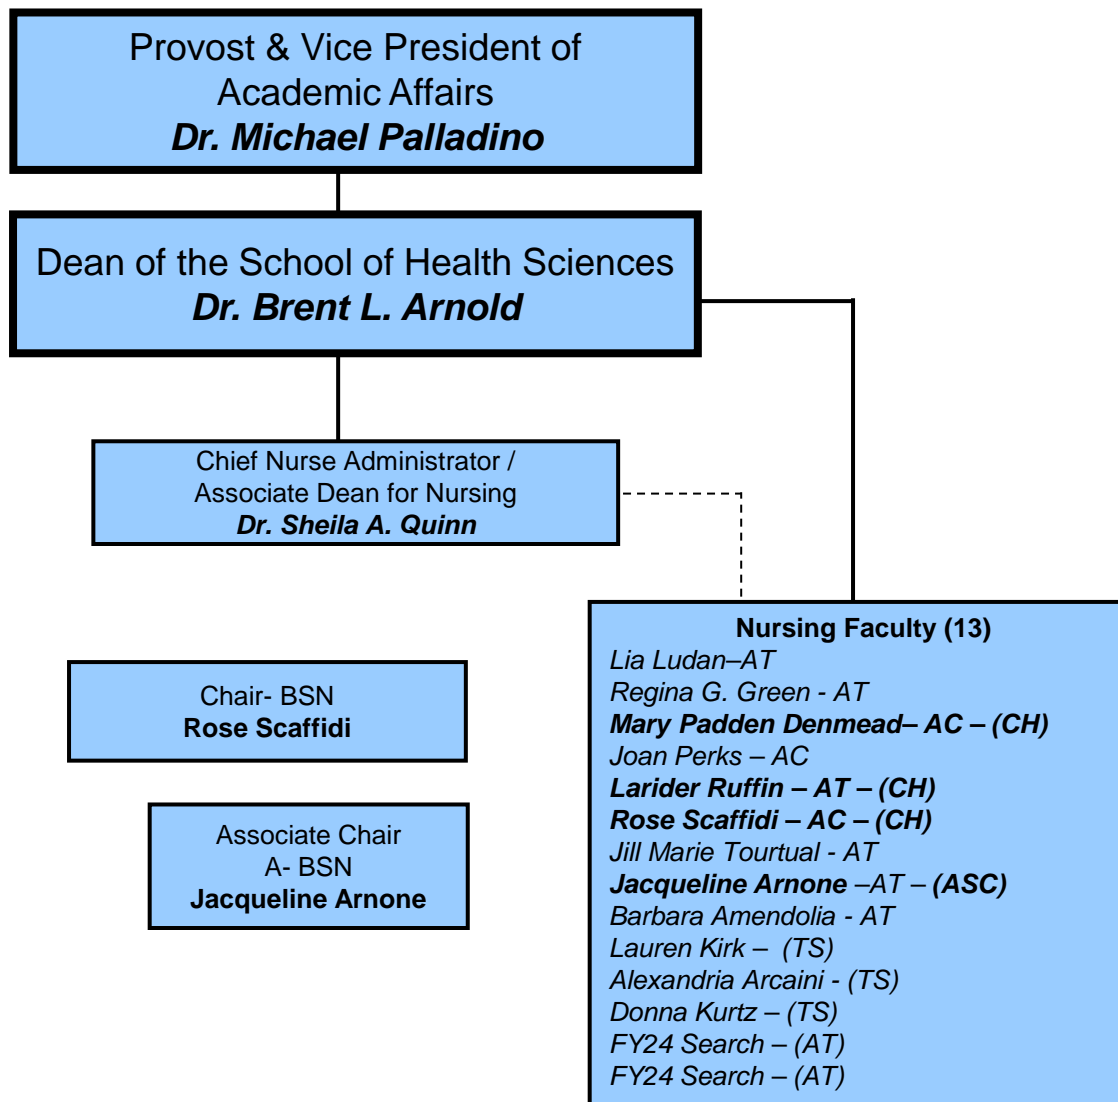 Provost & Vice President of
Academic Affairs
Dr. Michael Palladino
Dean of the School of Health Sciences
Dr. Brent L. Arnold
Chief Nurse Administrator /
Associate Dean for Nursing
Dr. Sheila A. Quinn
Chair- BSN
Rose Scaffidi
Associate Chair
A- BSN
Jacqueline Arnone
Nursing Faculty (13)
Lia Ludan–AT
Regina G. Green - AT
Mary Padden Denmead– AC – (CH)
Joan Perks – AC
Larider Ruffin – AT – (CH)
Rose Scaffidi – AC – (CH)
Jill Marie Tourtual - AT
Jacqueline Arnone –AT – (ASC)
Barbara Amendolia - AT
Lauren Kirk –  (TS)
Alexandria Arcaini - (TS)
Donna Kurtz – (TS)
FY24 Search – (AT)
FY24 Search – (AT)